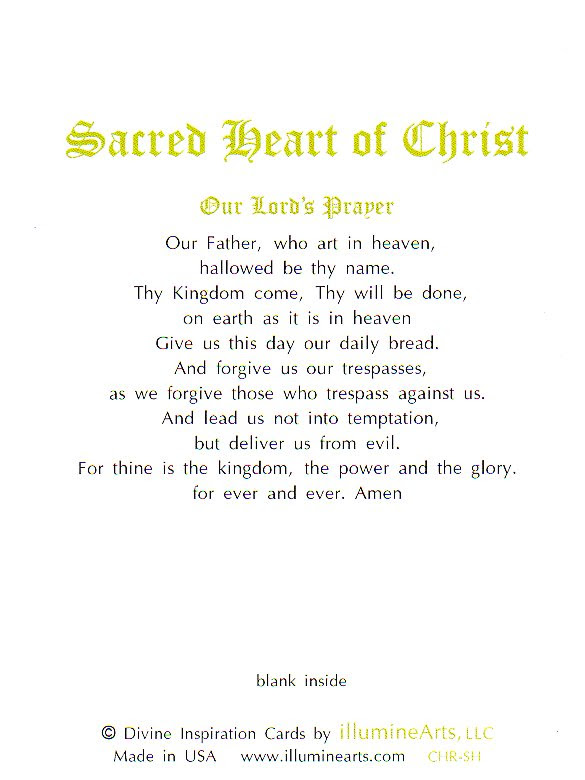 Sacred Heart of Christ
Our Lord's Prayer
Our Father, who art in heaven,
hallowed be thy name.
Thy Kingdom come, Thy will be done,
on earth as it is in heaven
Give us this day our daily bread.
And forgive us our trespasses,
as we forgive those who trespass against us.
And lead us not into temptation,
but deliver us from evil.
For thine is the kingdom, the power and the glory.
for ever and ever. Amen
blank inside
© Divine Inspiration Cards by illumineArts, LLC
Made in USA www.illuminearts.com CHR-SH